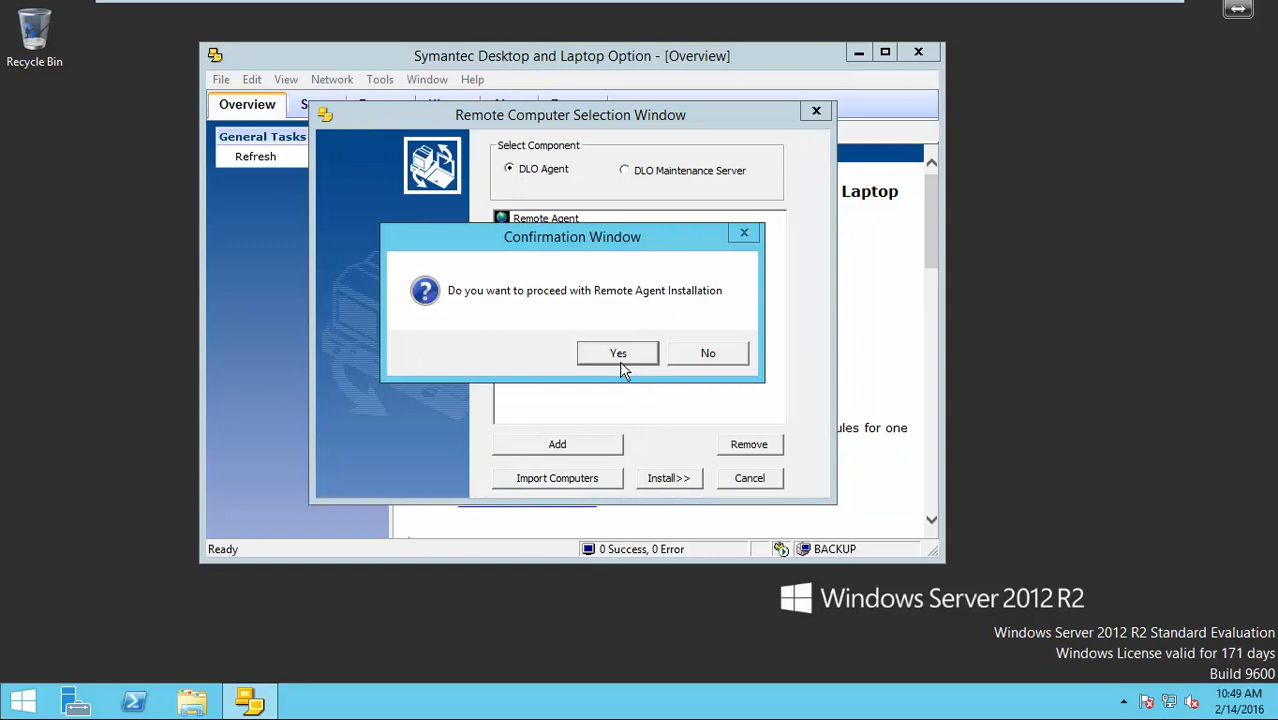 Recycle Bin
Symantec Desktop and Laptop Option - [Overview]
File Edit View Network Tools Window Help
Overview
General Tasks
Refresh
Remote Computer Selection Window
Select Component
DLO Agent
DLO Maintenance Server
Remote Agent
Laptop
Confirmation Window
Do you want to proceed with Remote Agent Installation
Yes
No
ules for one
Add
Remove
Import Computers
Install>>
Cancel
Ready
0 Success, 0 Error
BACKUP
Windows Server 2012 R2
Windows Server 2012 R2 Standard Evaluation
Windows License valid for 171 days
Build 9600
10:49 AM
2/14/2016